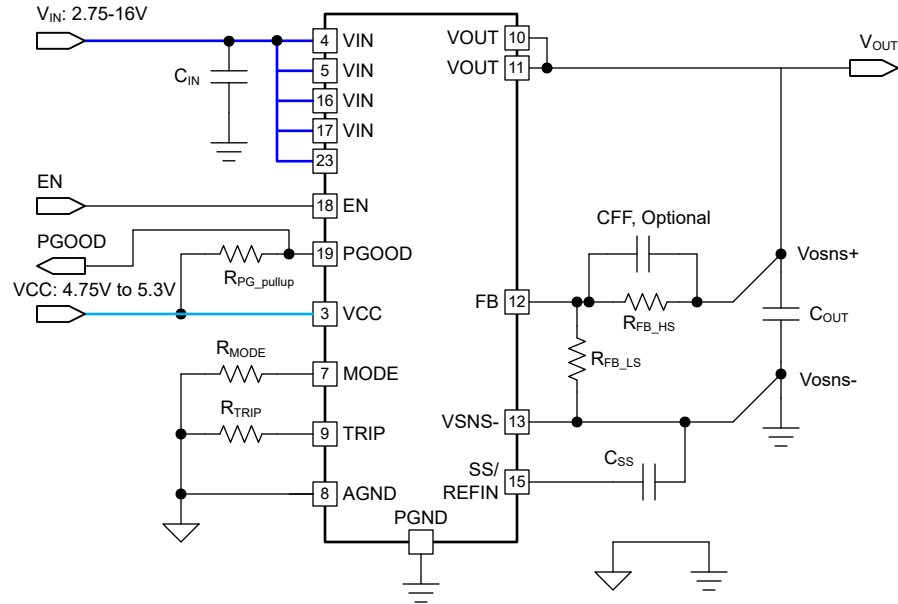 VIN: 2.75-16V
CIN
4 VIN
5 VIN
16 VIN
17 VIN
23
EN
18 EN
PGOOD
19 PGOOD
RPG_pullup
VCC: 4.75V to 5.3V
3 VCC
RMODE
7 MODE
RTRIP
9 TRIP
8 AGND
PGND
VOUT 10
VOUT 11
VOUT
CFF, Optional
Vosns+
FB 12
RFB_HS
COUT
RFB_LS
Vosns-
VSNS- 13
CSS
SS/
REFIN 15